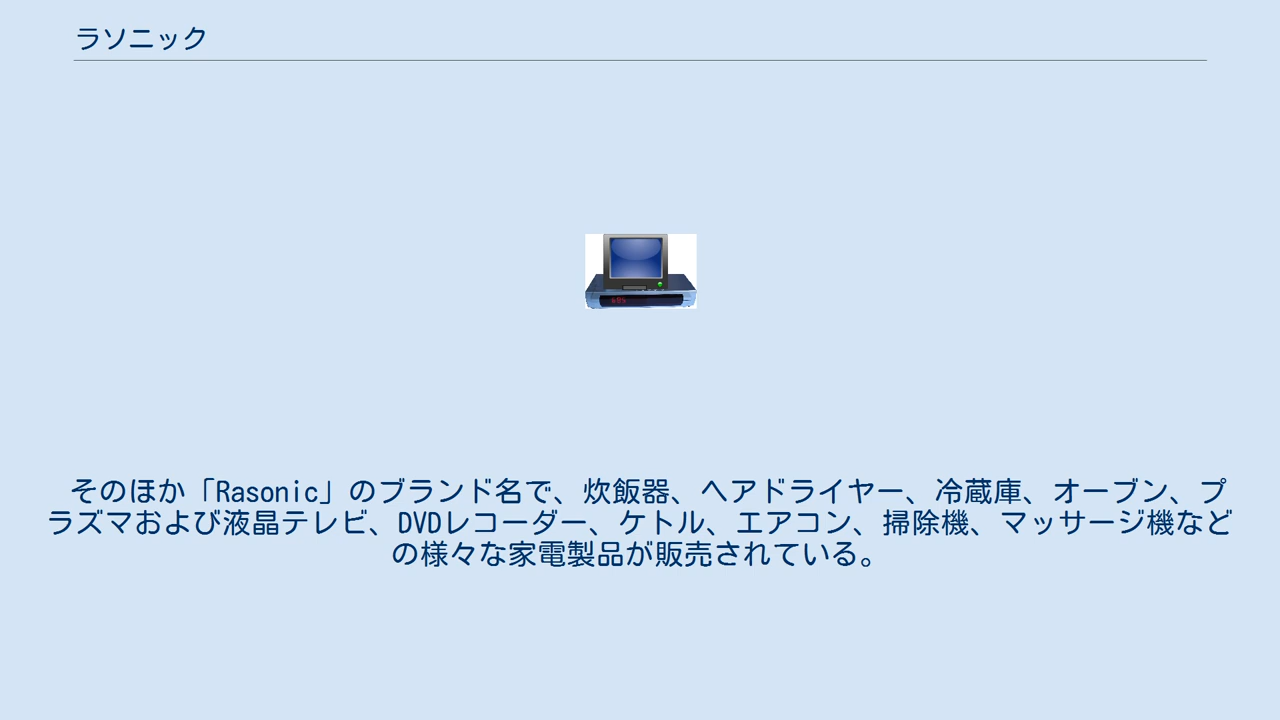 ラソニック
そのほか「Rasonic」のブランド名で、炊飯器、ヘアドライヤー、冷蔵庫、オーブン、プ
ラズマおよび液晶テレビ、DVDレコーダー、ケトル、エアコン、掃除機、マッサージ機など
の様々な家電製品が販売されている。